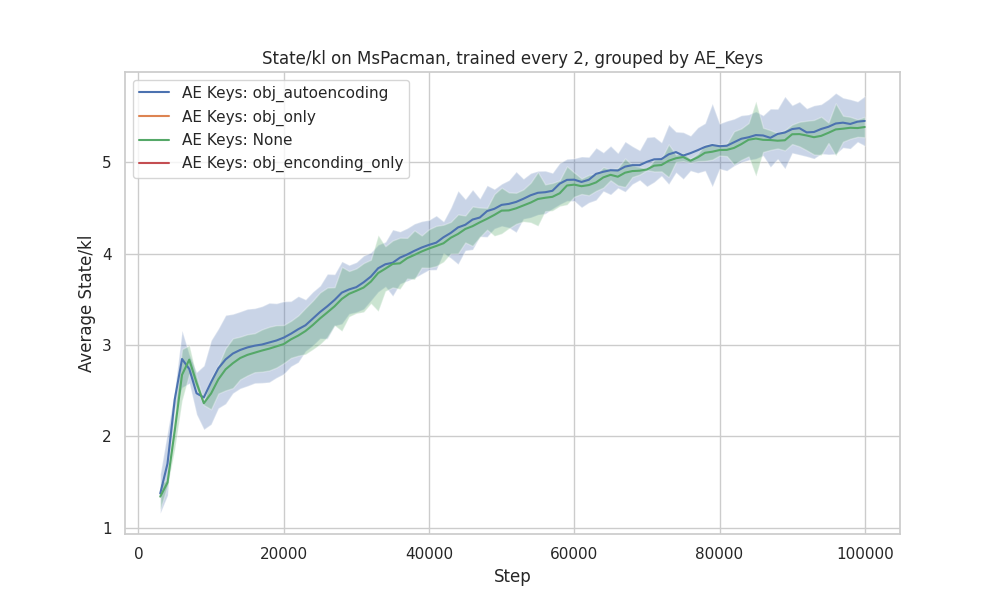 State/kl on MsPacman, trained every 2, grouped by AE_Keys
AE Keys: obj_autoencoding
AE Keys: obj_only
AE Keys: None
AE Keys: obj_enconding_only
Average State/kl
5
4
3
2
1
0
20000
40000
60000
80000
100000
Step